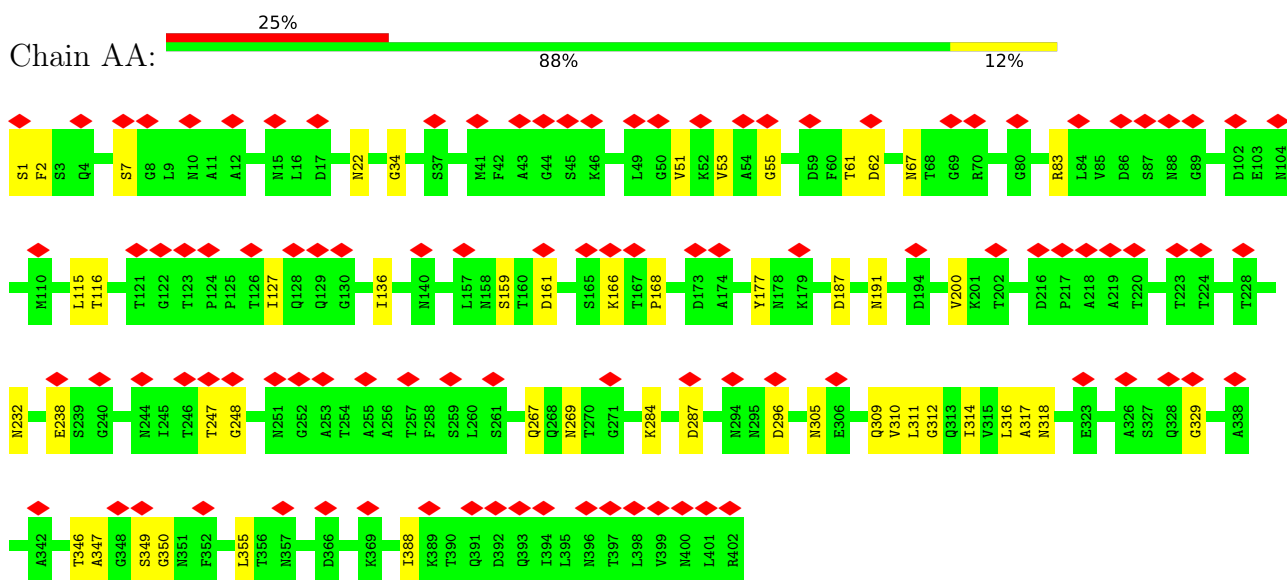 25%
Chain AA:
88% 12%
S1 F2 S3 Q4 S7 G8 L9 N10 A11 A12 N15 L16 D17 N22 G34 S37 M41 F42 A43 G44 S45 K46 L49 G50 V51 K52 V53 A54 G55 D59 F60 T61 D62 N67 T68 G69 R70 G80 R83 L84 V85 D86 S87 N88 G89 D102 E103 N104
M110 L115 T116 T121 G122 T123 P124 P125 T126 I127 Q128 Q129 G130 I136 N140 L157 N158 S159 T160 D161 S165 K166 T167 P168 D173 A174 Y177 N178 K179 D187 N191 D194 V200 K201 T202 D216 P217 A218 A219 T220 T223 T224 T228
N232 E238 S239 G240 N244 I245 T246 T247 G248 N251 G252 A253 T254 A255 A256 T257 F258 S259 L260 S261 Q267 Q268 N269 T270 G271 K284 D287 N294 N295 D296 N305 E306 Q309 V310 L311 G312 Q313 I314 V315 L316 A317 N318 E323 A326 S327 Q328 G329 A338
A342 T346 A347 G348 S349 G350 N351 F352 L355 T356 N357 D366 K369 I388 K389 T390 Q391 D392 Q393 I394 L395 N396 T397 L398 V399 N400 L401 R402